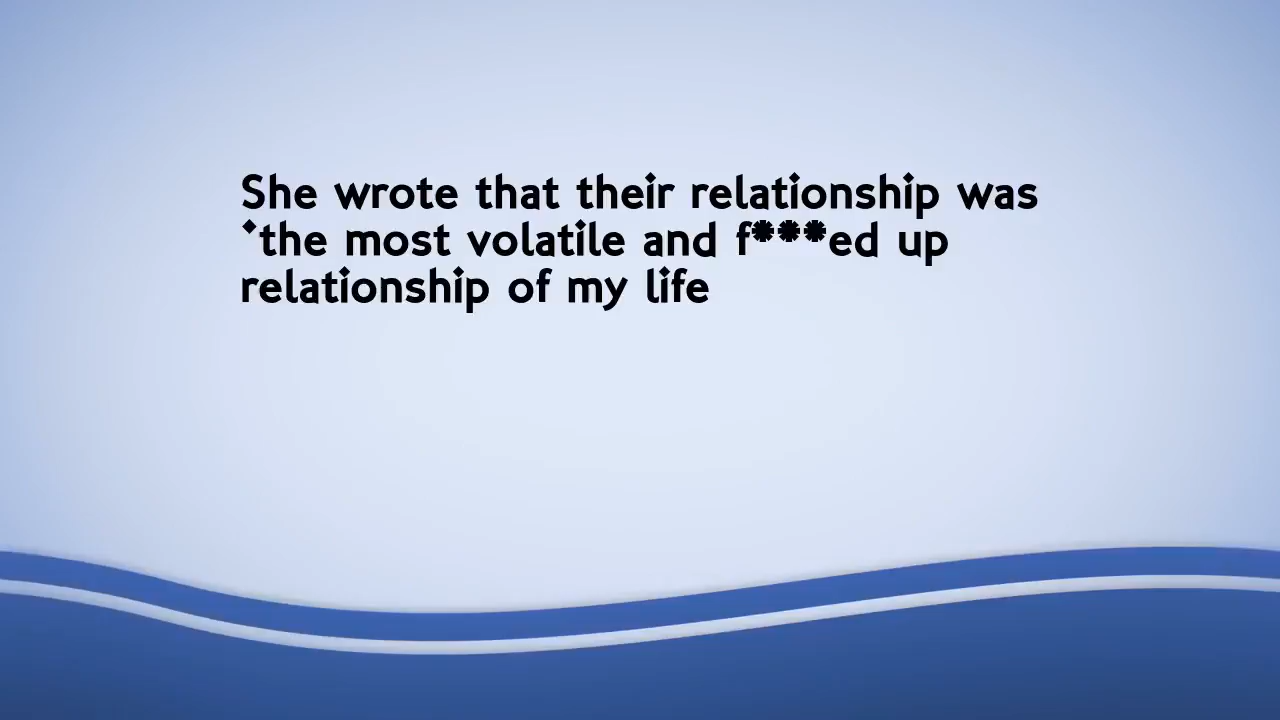 She wrote that their relationship was
'the most volatile and f***ed up
relationship of my life